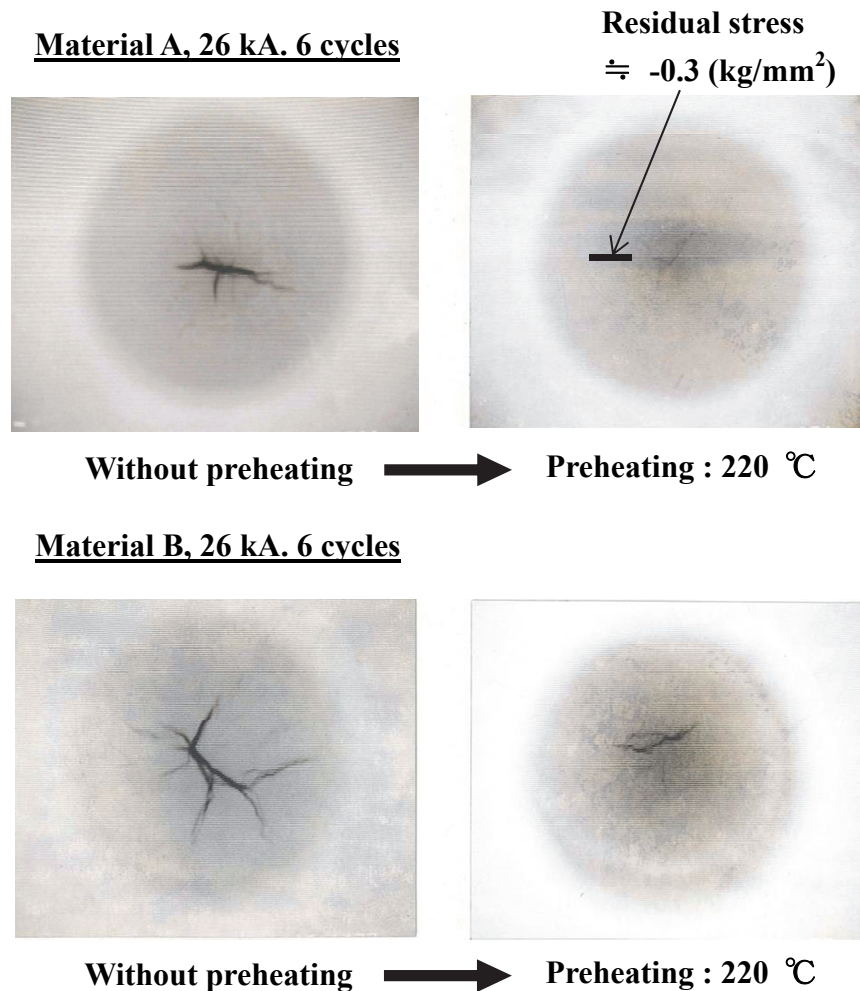 Material A, 26 kA. 6 cycles
Residual stress
≒ -0.3 (kg/mm²)
Without preheating
Preheating : 220 ℃
Material B, 26 kA. 6 cycles
Without preheating
Preheating : 220 ℃